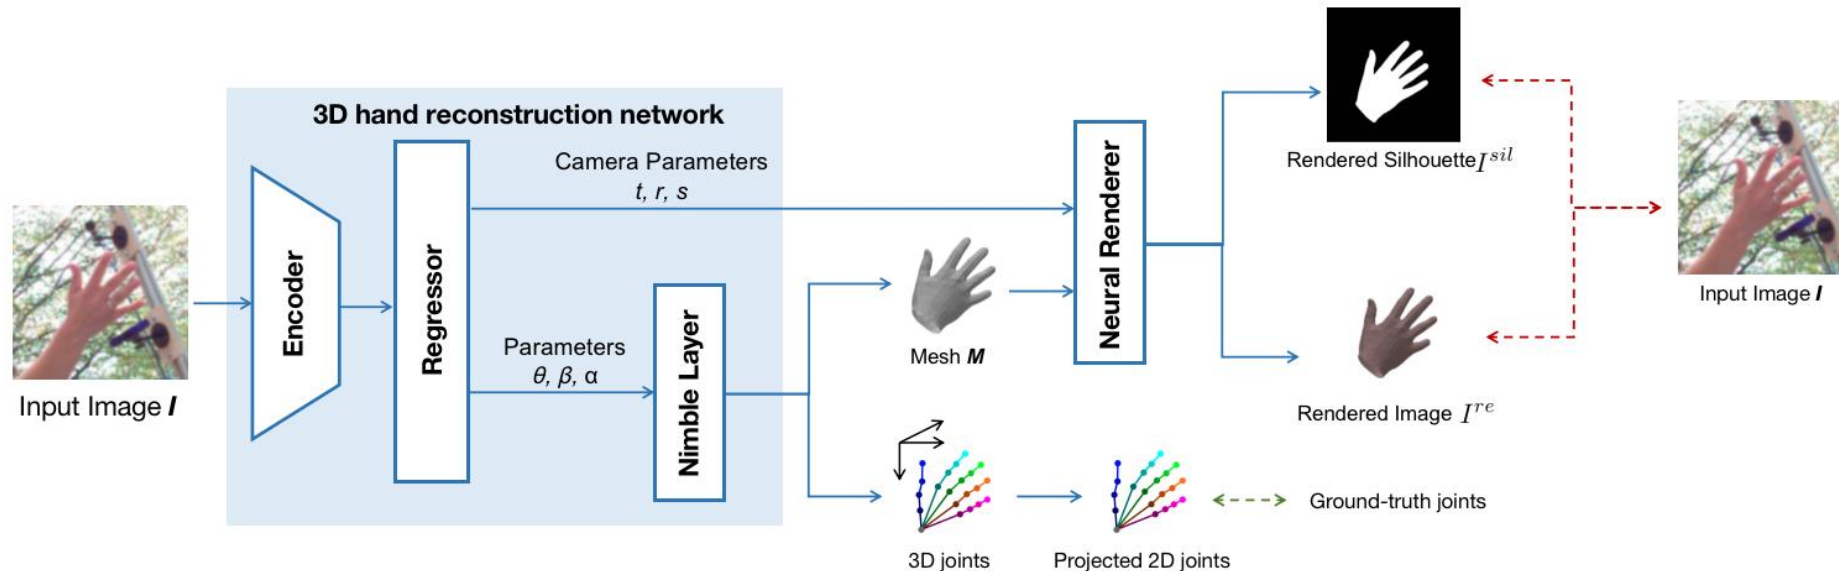 3D hand reconstruction network
Input Image I
Encoder
Regressor
Camera Parameters
t, r, s
Parameters
θ, β, α
Nimble Layer
Mesh M
3D joints
Projected 2D joints
Ground-truth joints
Neural Renderer
Rendered Silhouette I^{sil}
Rendered Image I^{re}
Input Image I